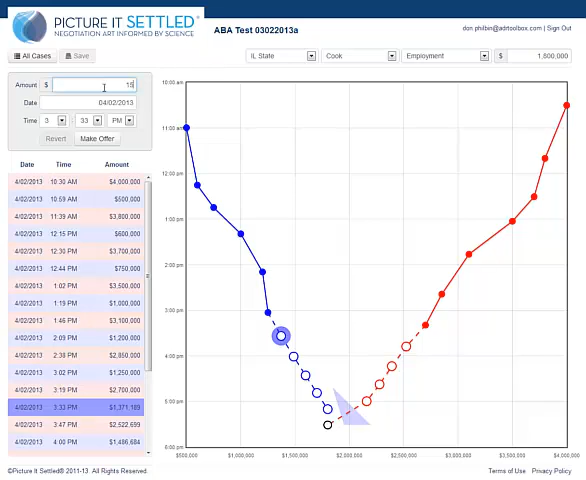 PICTURE IT SETTLED®
NEGOTIATION ART INFORMED BY SCIENCE
ABA Test 03022013a
don.philbin@adrtoolbox.com | Sign Out
All Cases
Save
IL State
Cook
Employment
$
1,800,000
Amount $ 15
Date 04/02/2013
Time 3 : 33 PM
Revert
Make Offer
Date Time Amount
4/02/2013 10:30 AM $4,000,000
4/02/2013 10:59 AM $500,000
4/02/2013 11:39 AM $3,800,000
4/02/2013 12:15 PM $600,000
4/02/2013 12:30 PM $3,700,000
4/02/2013 12:44 PM $750,000
4/02/2013 1:02 PM $3,500,000
4/02/2013 1:19 PM $1,000,000
4/02/2013 1:46 PM $3,100,000
4/02/2013 2:09 PM $1,200,000
4/02/2013 2:38 PM $2,850,000
4/02/2013 3:02 PM $1,250,000
4/02/2013 3:19 PM $2,700,000
4/02/2013 3:33 PM $1,371,189
4/02/2013 3:47 PM $2,522,699
4/02/2013 4:00 PM $1,486,684
10:00 am
11:00 am
12:00 pm
1:00 pm
2:00 pm
3:00 pm
4:00 pm
5:00 pm
6:00 pm
$500,000
$1,000,000
$1,500,000
$2,000,000
$2,500,000
$3,000,000
$3,500,000
$4,000,000
©Picture It Settled® 2011-13 All Rights Reserved.
Terms of Use
Privacy Policy